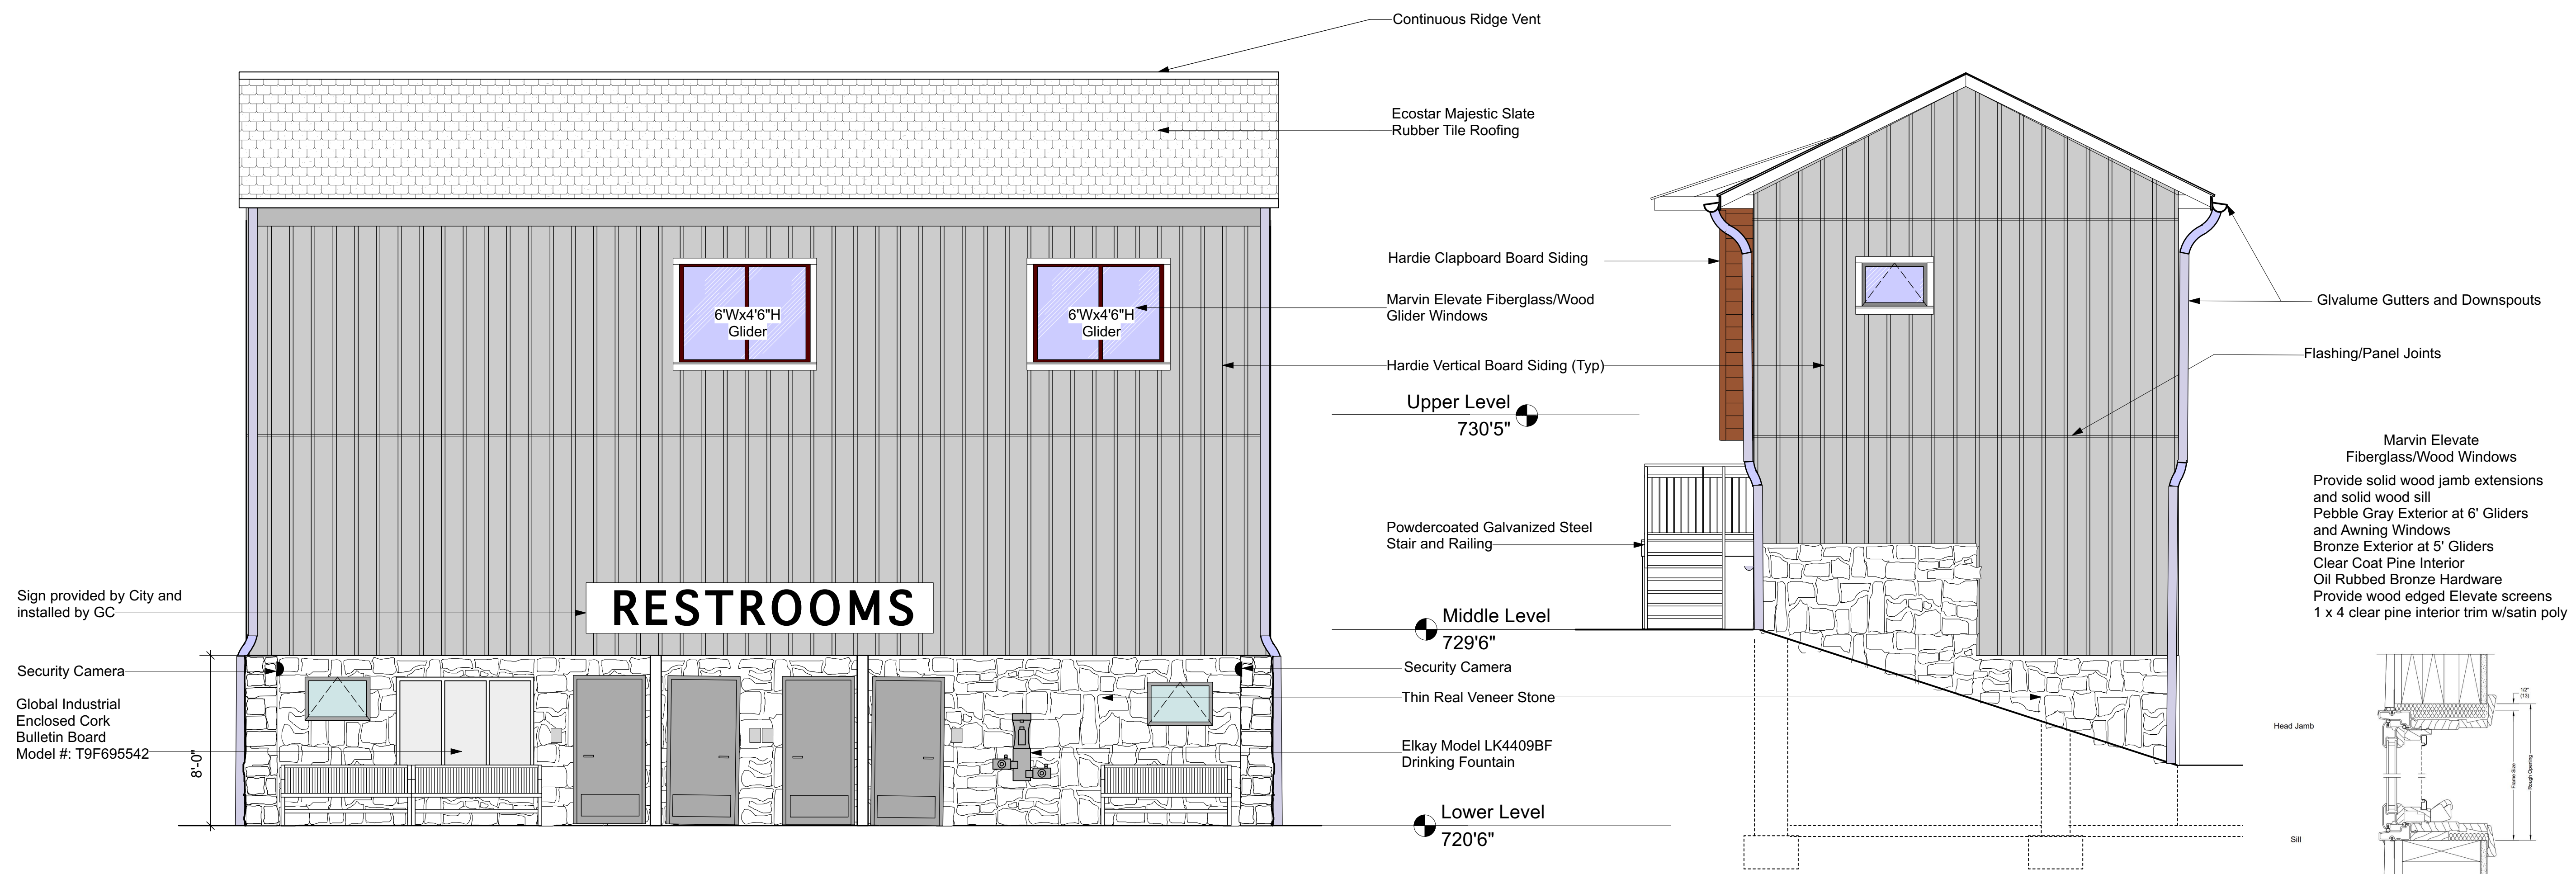 Continuous Ridge Vent
Ecostar Majestic Slate
Rubber Tile Roofing
Hardie Clapboard Board Siding
Marvin Elevate Fiberglass/Wood
Glider Windows
6'Wx4'6"H
Glider
6'Wx4'6"H
Glider
Hardie Vertical Board Siding (Typ)
Upper Level
730'5"
Powdercoated Galvanized Steel
Stair and Railing
Middle Level
729'6"
Security Camera
Thin Real Veneer Stone
Elkay Model LK4409BF
Drinking Fountain
Lower Level
720'6"
Sign provided by City and
installed by GC
RESTROOMS
Security Camera
Global Industrial
Enclosed Cork
Bulletin Board
Model #: T9F695542
8'-0"
Glvalume Gutters and Downspouts
Flashing/Panel Joints
Marvin Elevate
Fiberglass/Wood Windows
Provide solid wood jamb extensions
and solid wood sill
Pebble Gray Exterior at 6' Gliders
and Awning Windows
Bronze Exterior at 5' Gliders
Clear Coat Pine Interior
Oil Rubbed Bronze Hardware
Provide wood edged Elevate screens
1 x 4 clear pine interior trim w/satin poly
Head Jamb
1/2"
(13)
Frame Size
Rough Opening
Sill